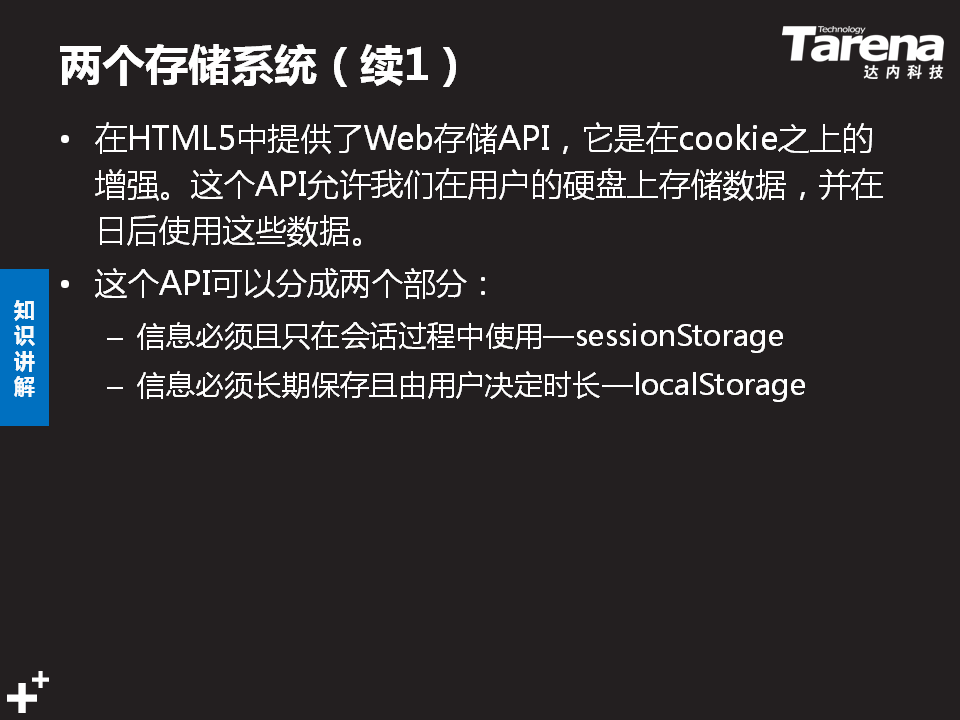 两个存储系统（续1）
Technology
Tarena
达内科技
• 在HTML5中提供了Web存储API，它是在cookie之上的
增强。这个API允许我们在用户的硬盘上存储数据，并在
日后使用这些数据。
• 这个API可以分成两个部分：
– 信息必须且只在会话过程中使用—sessionStorage
– 信息必须长期保存且由用户决定时长—localStorage
知
识
讲
解